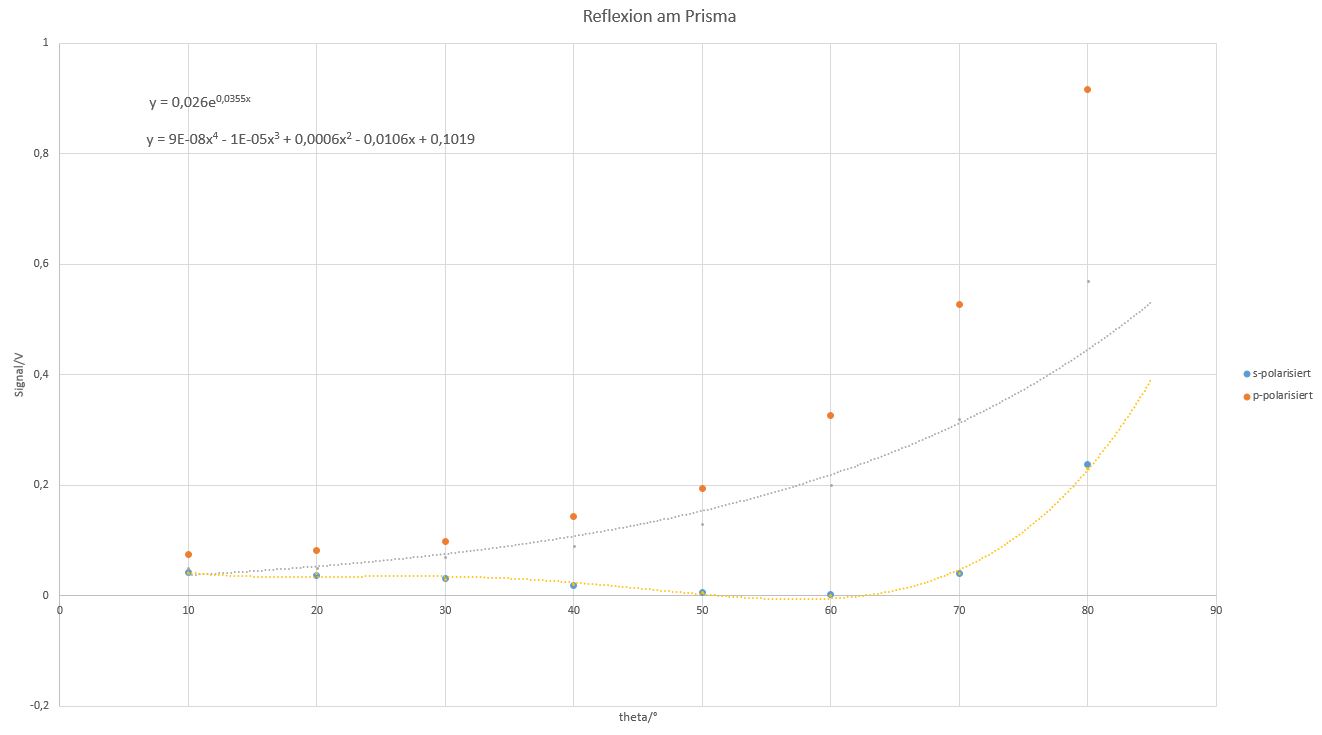 Reflexion am Prisma
1
y = 0,026e^0,0355x
y = 9E-08x^4 - 1E-05x^3 + 0,0006x^2 - 0,0106x + 0,1019
0,8
0,6
0,4
0,2
0
-0,2
Signal/V
0 10 20 30 40 50 60 70 80 90
theta/°
s-polarisiert
p-polarisiert